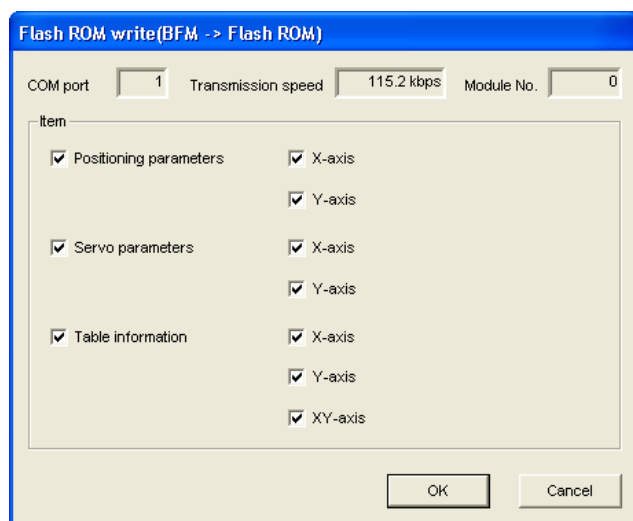 Flash ROM write(BFM -> Flash ROM)
COM port 1 Transmission speed 115.2 kbps Module No. 0
Item
Positioning parameters X-axis
Y-axis
Servo parameters X-axis
Y-axis
Table information X-axis
Y-axis
XY-axis
OK Cancel